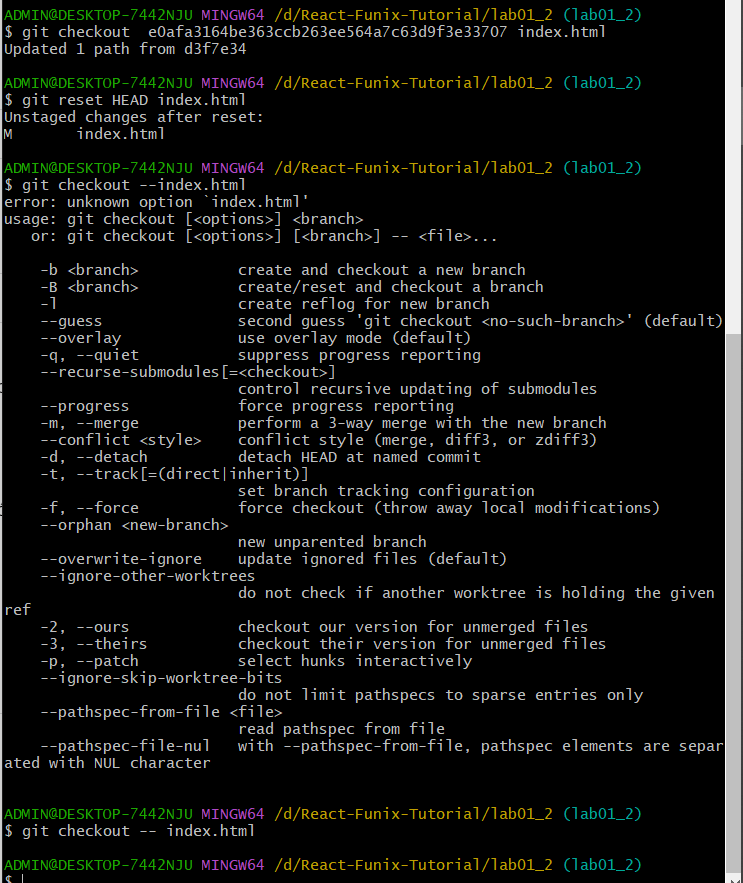 ADMIN@DESKTOP-7442NJU MINGW64 /d/React-Funix-Tutorial/lab01_2 (lab01_2)
$ git checkout  e0afa3164be363ccb263ee564a7c63d9f3e33707 index.html
Updated 1 path from d3f7e34

ADMIN@DESKTOP-7442NJU MINGW64 /d/React-Funix-Tutorial/lab01_2 (lab01_2)
$ git reset HEAD index.html
Unstaged changes after reset:
M       index.html

ADMIN@DESKTOP-7442NJU MINGW64 /d/React-Funix-Tutorial/lab01_2 (lab01_2)
$ git checkout --index.html
error: unknown option `index.html'
usage: git checkout [<options>] <branch>
   or: git checkout [<options>] [<branch>] -- <file>...

    -b <branch>           create and checkout a new branch
    -B <branch>           create/reset and checkout a branch
    -l                    create reflog for new branch
    --guess               second guess 'git checkout <no-such-branch>' (default)
    --overlay             use overlay mode (default)
    -q, --quiet           suppress progress reporting
    --recurse-submodules[=<checkout>]
                          control recursive updating of submodules
    --progress            force progress reporting
    -m, --merge           perform a 3-way merge with the new branch
    --conflict <style>    conflict style (merge, diff3, or zdiff3)
    -d, --detach          detach HEAD at named commit
    -t, --track[=(direct|inherit)]
                          set branch tracking configuration
    -f, --force           force checkout (throw away local modifications)
    --orphan <new-branch>
                          new unparented branch
    --overwrite-ignore    update ignored files (default)
    --ignore-other-worktrees
                          do not check if another worktree is holding the given
ref
    -2, --ours            checkout our version for unmerged files
    -3, --theirs          checkout their version for unmerged files
    -p, --patch           select hunks interactively
    --ignore-skip-worktree-bits
                          do not limit pathspecs to sparse entries only
    --pathspec-from-file <file>
                          read pathspec from file
    --pathspec-file-nul   with --pathspec-from-file, pathspec elements are separ
ated with NUL character

ADMIN@DESKTOP-7442NJU MINGW64 /d/React-Funix-Tutorial/lab01_2 (lab01_2)
$ git checkout -- index.html

ADMIN@DESKTOP-7442NJU MINGW64 /d/React-Funix-Tutorial/lab01_2 (lab01_2)
$